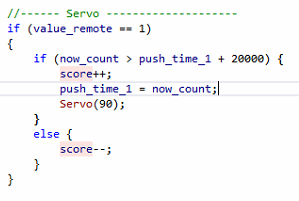 //------ Servo --------------------
if (value_remote == 1)
{
if (now_count > push_time_1 + 20000) {
score++;
push_time_1 = now_count;
Servo(90);
}
else {
score--;
}
}